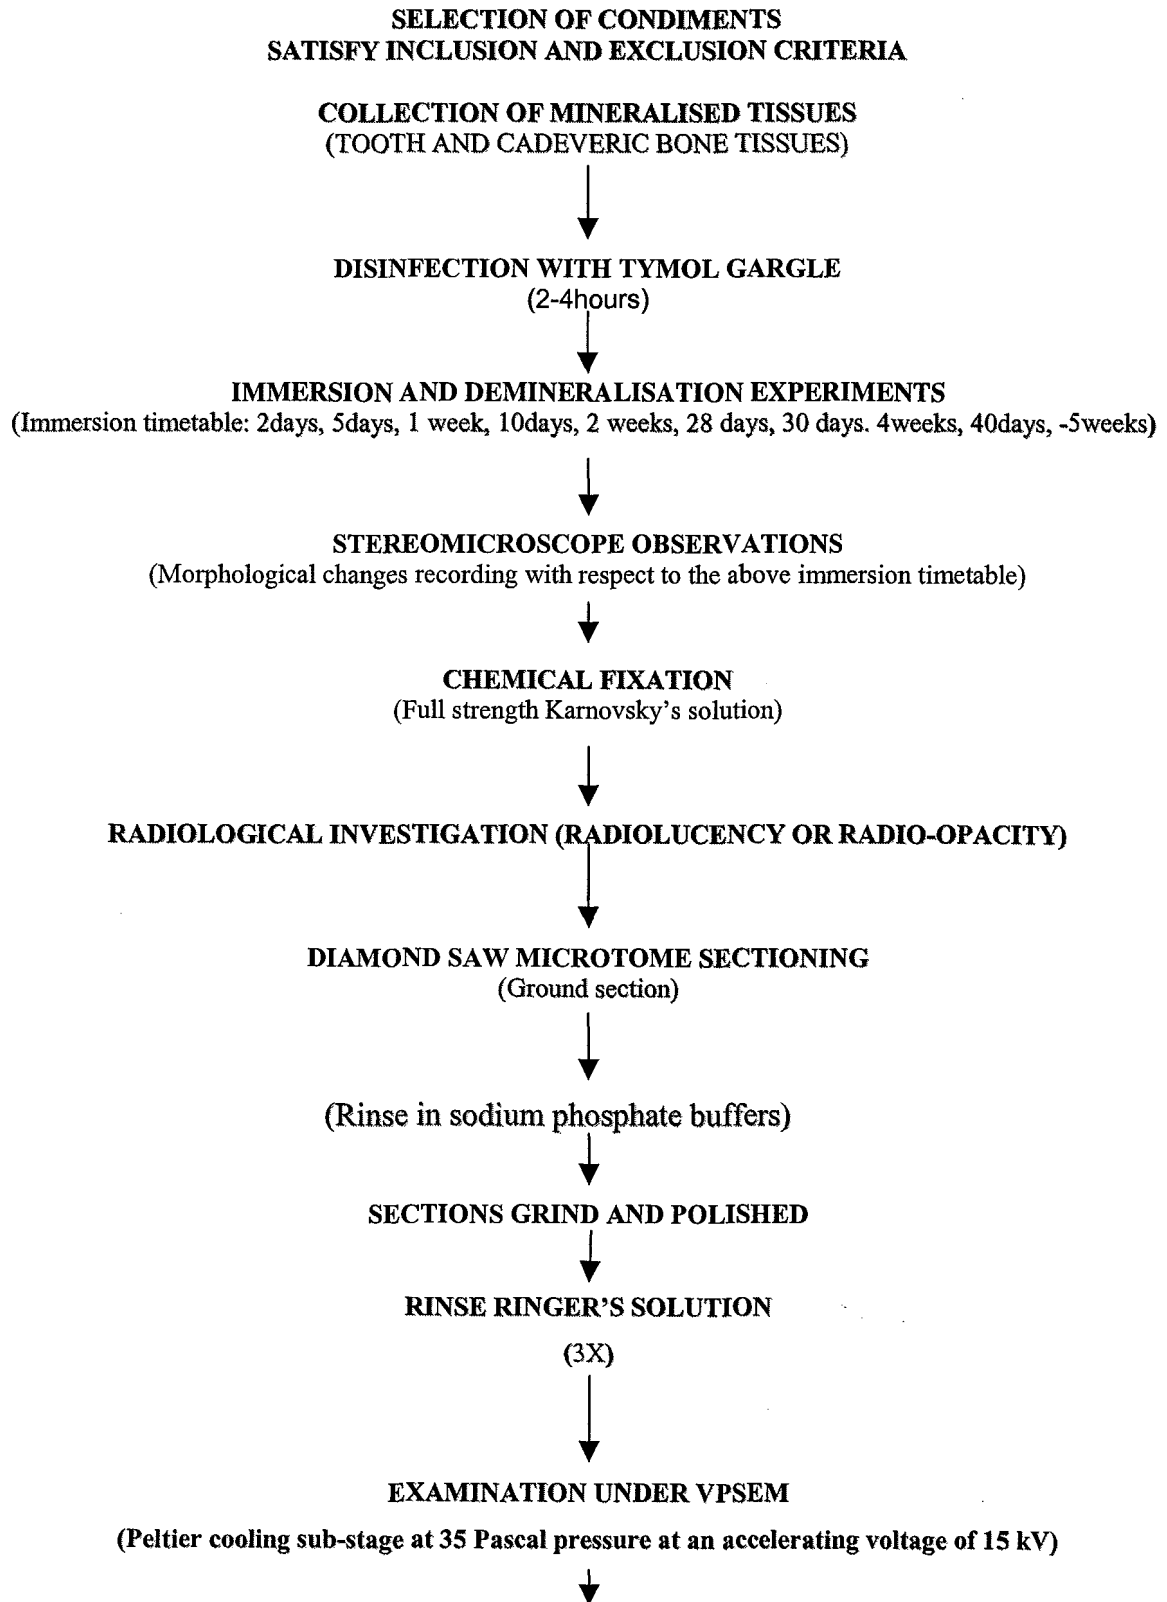 SELECTION OF CONDIMENTS
SATISFY INCLUSION AND EXCLUSION CRITERIA
COLLECTION OF MINERALISED TISSUES
(TOOTH AND CADEVERIC BONE TISSUES)
DISINFECTION WITH TYMOL GARGLE
(2-4hours)
IMMERSION AND DEMINERALISATION EXPERIMENTS
(Immersion timetable: 2days, 5days, 1 week, 10days, 2 weeks, 28 days, 30 days. 4weeks, 40days, -5weeks)
STEREOMICROSCOPE OBSERVATIONS
(Morphological changes recording with respect to the above immersion timetable)
CHEMICAL FIXATION
(Full strength Karnovsky's solution)
RADIOLOGICAL INVESTIGATION (RADIOLUCENCY OR RADIO-OPACITY)
DIAMOND SAW MICROTOME SECTIONING
(Ground section)
(Rinse in sodium phosphate buffers)
SECTIONS GRIND AND POLISHED
RINSE RINGER'S SOLUTION
(3X)
EXAMINATION UNDER VPSEM
(Peltier cooling sub-stage at 35 Pascal pressure at an accelerating voltage of 15 kV)